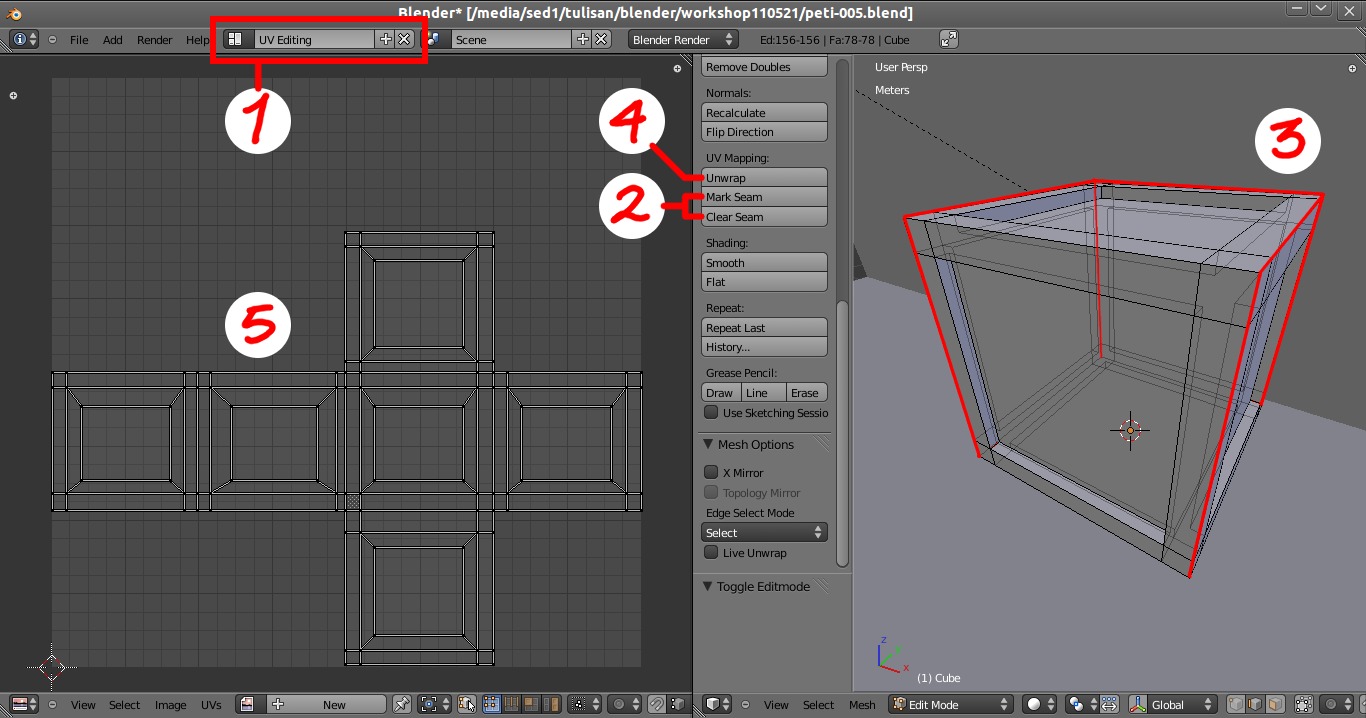 Blender* [/media/sed1/tulisan/blender/workshop110521/peti-005.blend]
File Add Render Help UV Editing Scene Blender Render Ed:156-156 | Fa:78-78 | Cube
1
4
2
3
5
Remove Doubles
Normals:
Recalculate
Flip Direction
UV Mapping:
Unwrap
Mark Seam
Clear Seam
Shading:
Smooth
Flat
Repeat:
Repeat Last
History...
Grease Pencil:
Draw Line Erase
Use Sketching Sessio
Mesh Options
X Mirror
Topology Mirror
Edge Select Mode
Select
Live Unwrap
Toggle Editmode
User Persp
Meters
z
y
x
(1) Cube
View Select Image UVs New
View Select Mesh Edit Mode Global